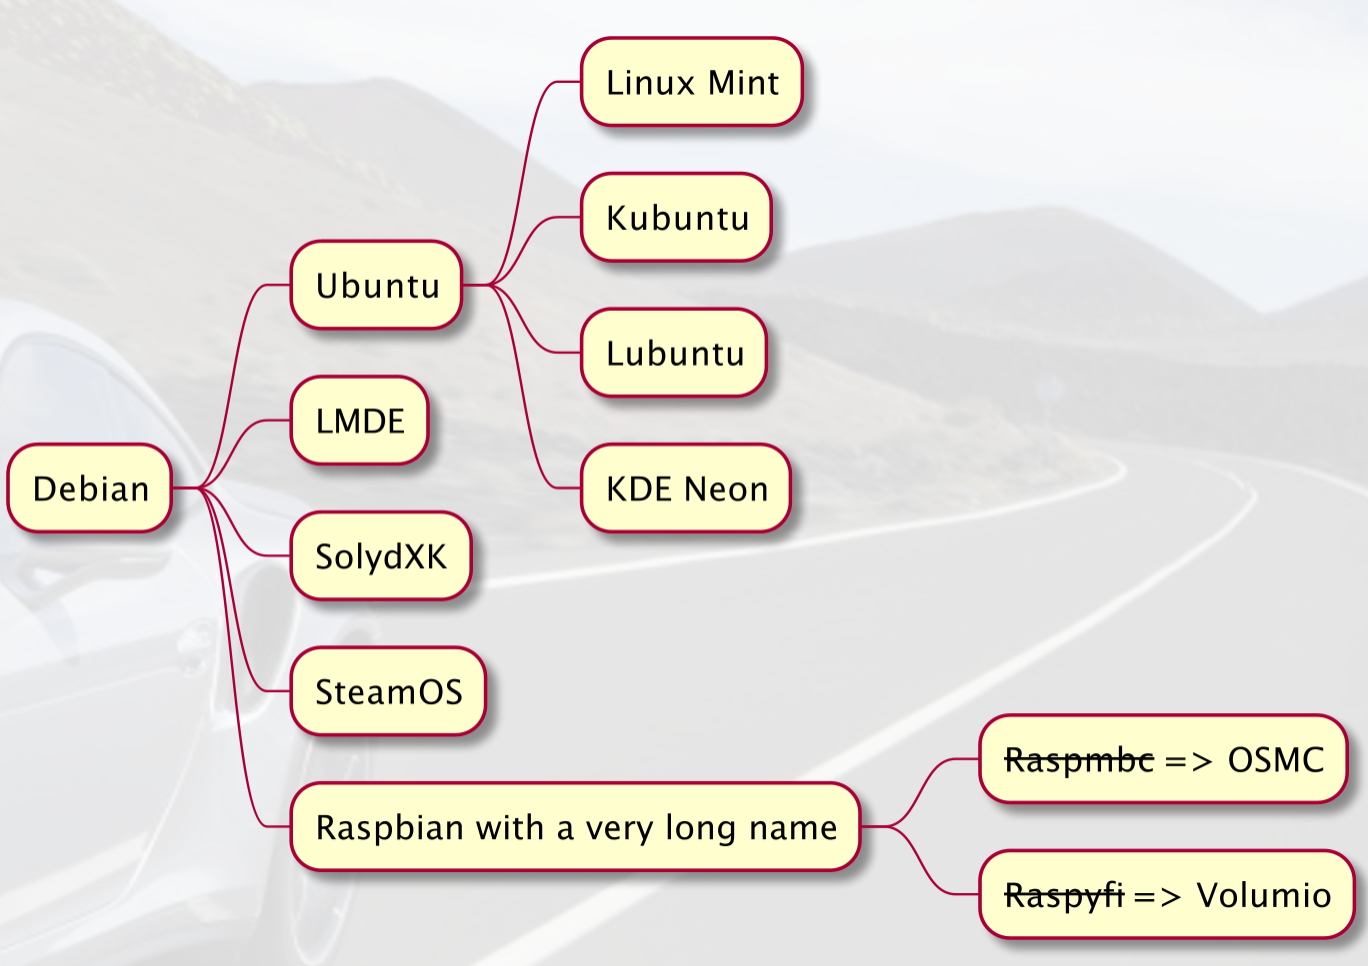 Debian
Ubuntu
Linux Mint
Kubuntu
Lubuntu
KDE Neon
LMDE
SolydXK
SteamOS
Raspbian with a very long name
Raspmbc => OSMC
Raspyfi => Volumio